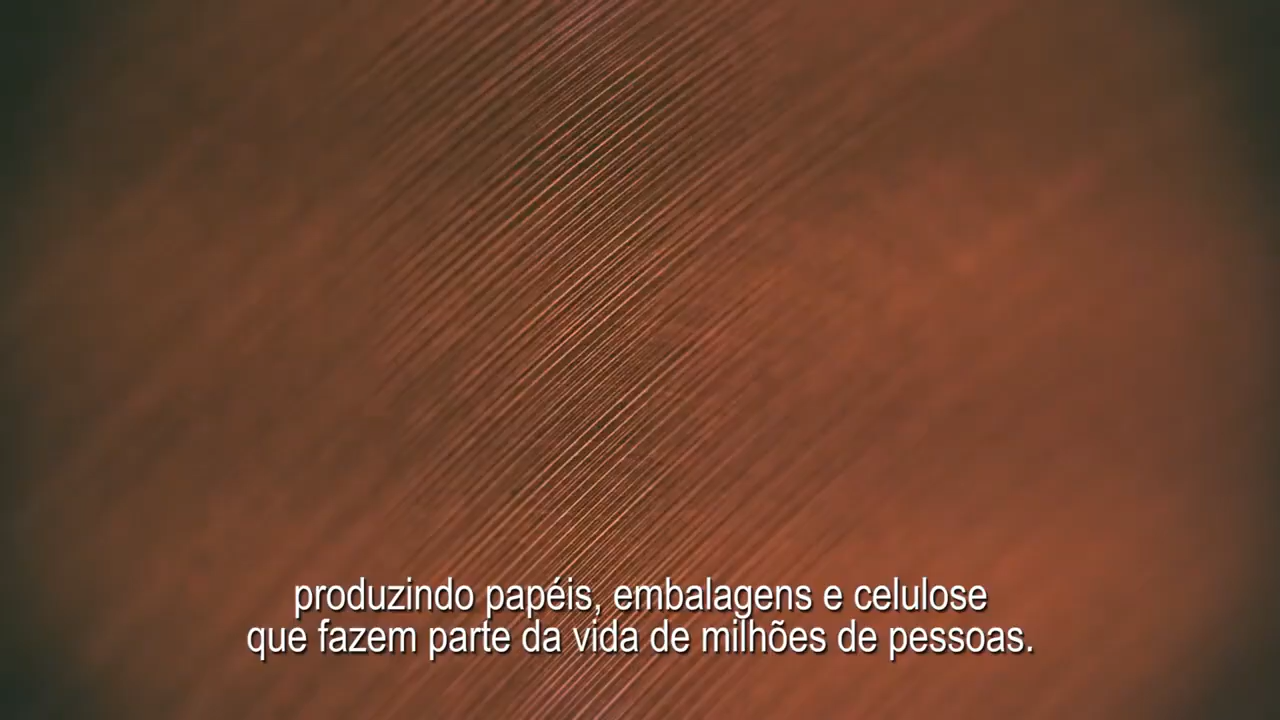 produzindo papéis, embalagens e celulose
que fazem parte da vida de milhões de pessoas.